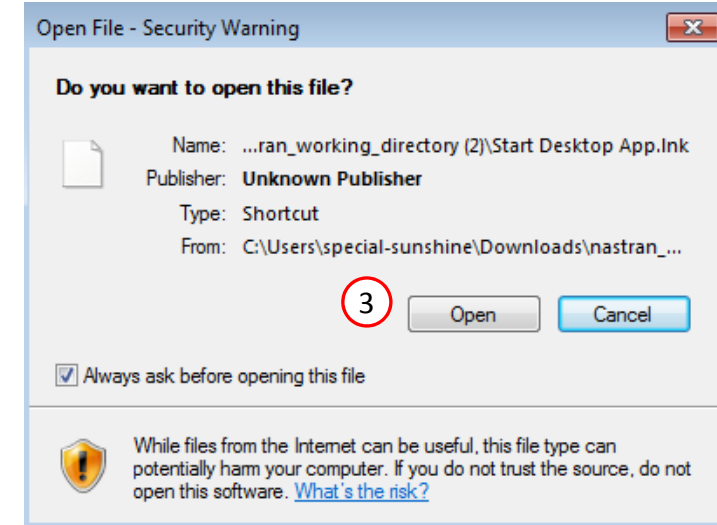 Open File - Security Warning
Do you want to open this file?
Name: ...ran_working_directory (2)\Start Desktop App.lnk
Publisher: Unknown Publisher
Type: Shortcut
From: C:\Users\special-sunshine\Downloads\nastran_...
3 Open Cancel
Always ask before opening this file
While files from the Internet can be useful, this file type can
potentially harm your computer. If you do not trust the source, do not
open this software. What's the risk?